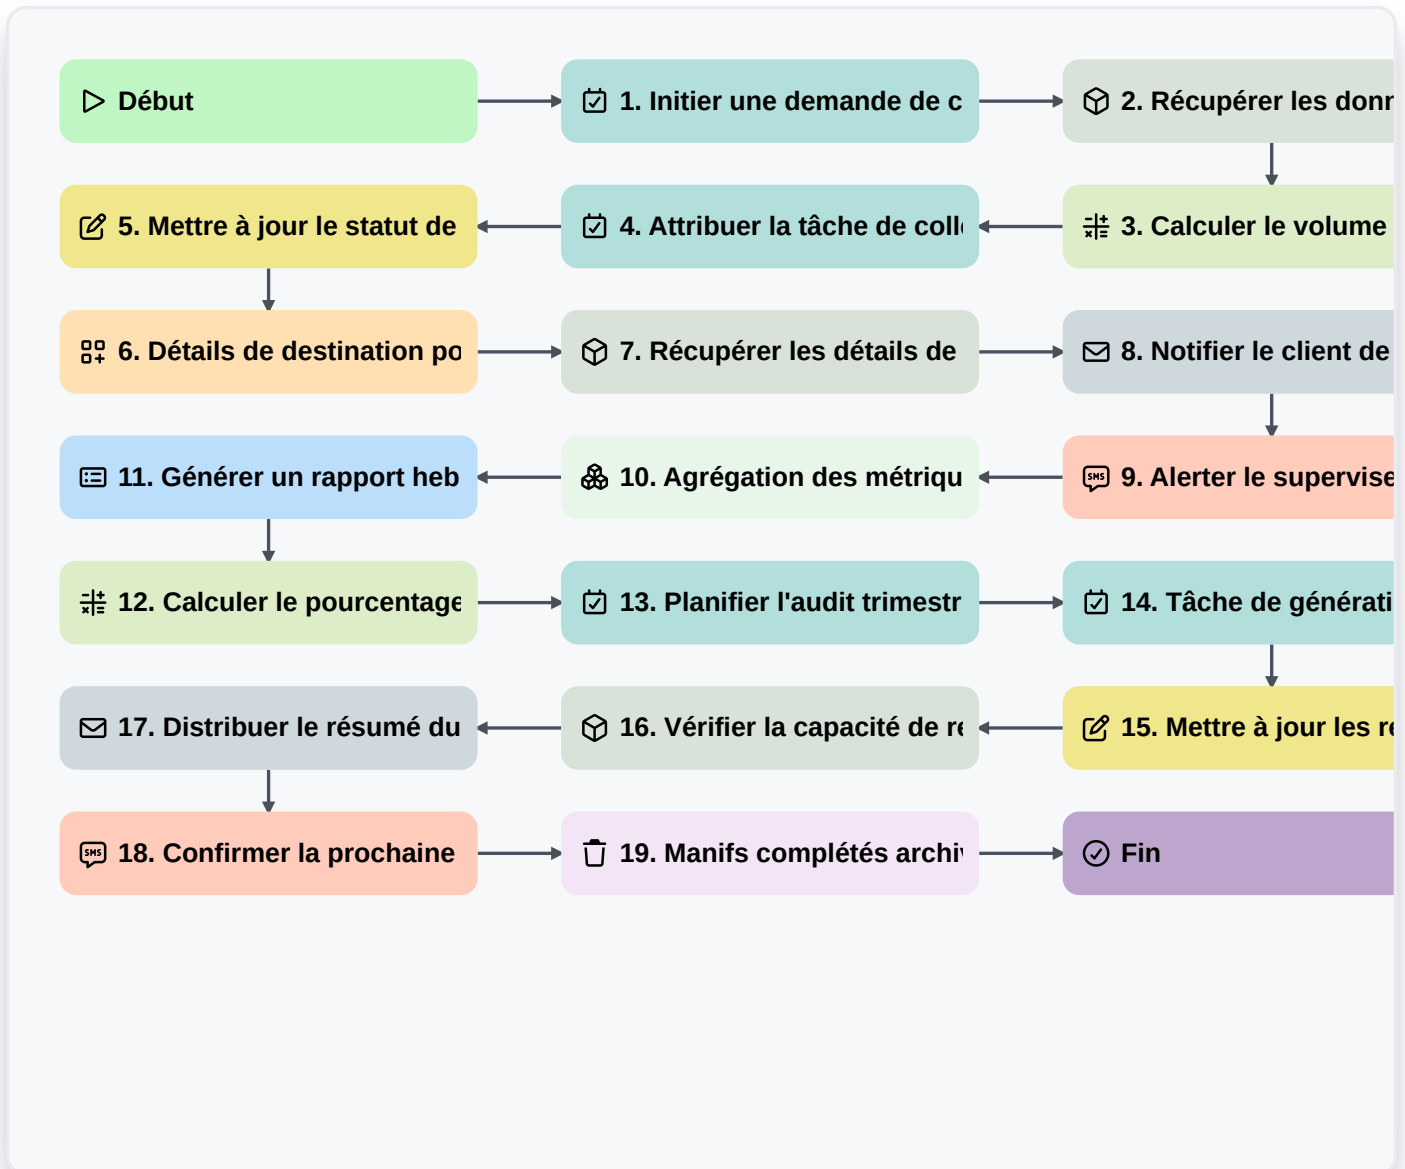 Début
1. Initier une demande de c
2. Récupérer les donn
5. Mettre à jour le statut de
4. Attribuer la tâche de coll
3. Calculer le volume
6. Détails de destination po
7. Récupérer les détails de
8. Notifier le client de
11. Générer un rapport heb
10. Agrégation des métriqu
SMS 9. Alerter le supervise
12. Calculer le pourcentage
13. Planifier l'audit trimestr
14. Tâche de générati
17. Distribuer le résumé du
16. Vérifier la capacité de re
15. Mettre à jour les re
SMS 18. Confirmer la prochaine
19. Manifs complétés archi
Fin